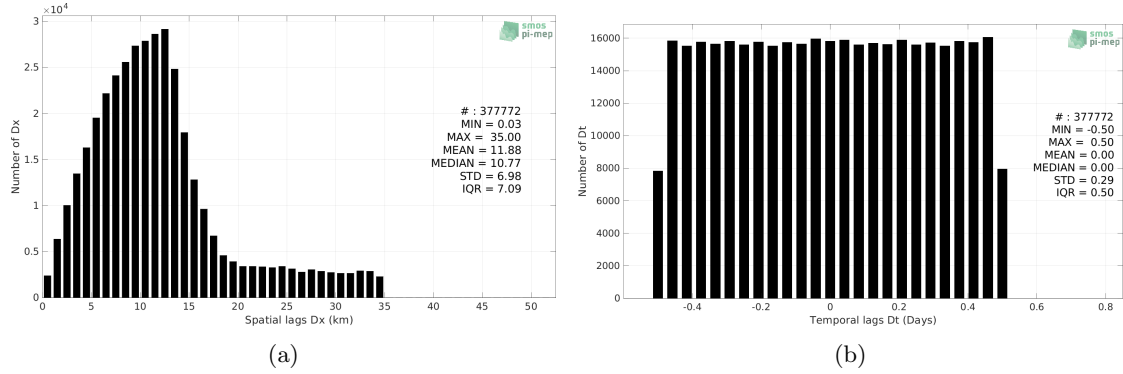 ×10⁴
3
2.5
2
1.5
1
0.5
0
Number of Dx
smos
pi-mep
# : 377772
MIN = 0.03
MAX = 35.00
MEAN = 11.88
MEDIAN = 10.77
STD = 6.98
IQR = 7.09
0 5 10 15 20 25 30 35 40 45 50
Spatial lags Dx (km)
(a)
16000
14000
12000
10000
8000
6000
4000
2000
0
Number of Dt
smos
pi-mep
# : 377772
MIN = -0.50
MAX = 0.50
MEAN = 0.00
MEDIAN = 0.00
STD = 0.29
IQR = 0.50
-0.4 -0.2 0 0.2 0.4 0.6 0.8
Temporal lags Dt (Days)
(b)